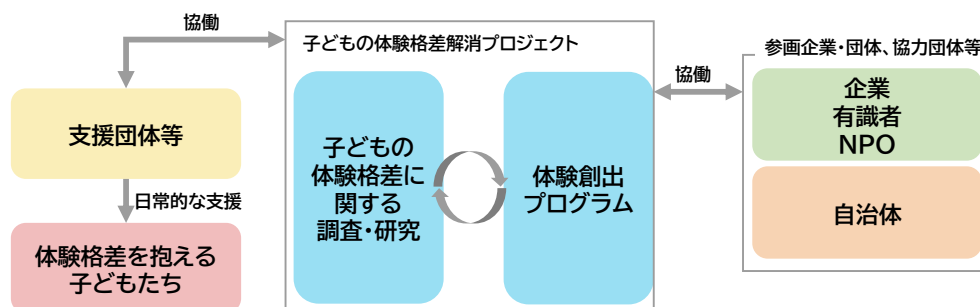 協働
子どもの体験格差解消プロジェクト
参画企業・団体、協力団体等
協働
支援団体等
日常的な支援
体験格差を抱える
子どもたち
子どもの
体験格差に
関する
調査・研究
体験創出
プログラム
企業
有識者
NPO
自治体